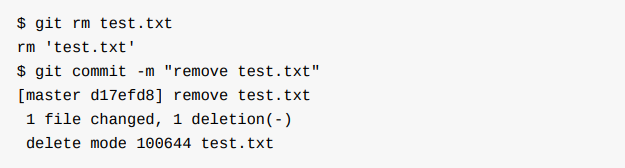 $ git rm test.txt
rm 'test.txt'
$ git commit -m "remove test.txt"
[master d17efd8] remove test.txt
 1 file changed, 1 deletion(-)
 delete mode 100644 test.txt